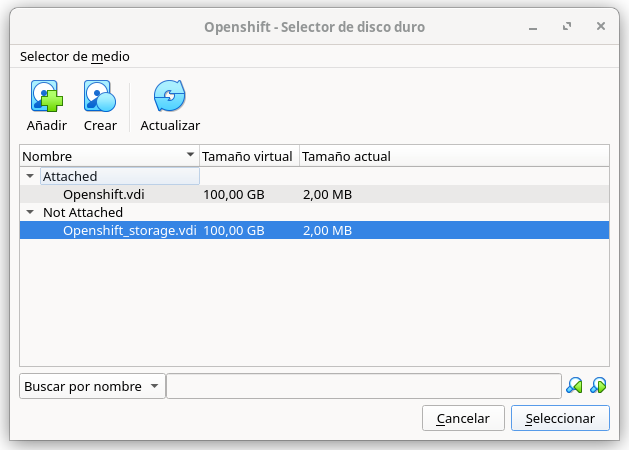 Openshift - Selector de disco duro
Selector de medio
Añadir Crear Actualizar
Nombre Tamaño virtual Tamaño actual
Attached
Openshift.vdi 100,00 GB 2,00 MB
Not Attached
Openshift_storage.vdi 100,00 GB 2,00 MB
Buscar por nombre
Cancelar Seleccionar